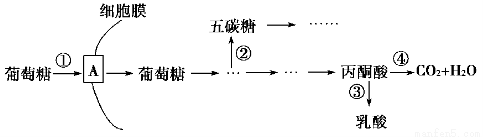 细胞膜
五碳糖 → ……
①
②
葡萄糖 → A → 葡萄糖 → … → … → 丙酮酸 ④ → CO₂+H₂O
③
乳酸